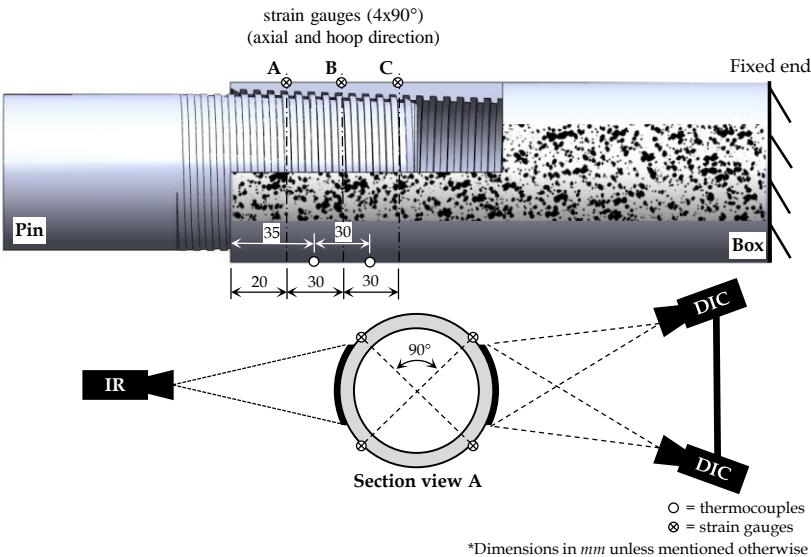 strain gauges (4x90°)
(axial and hoop direction)
A B C
Fixed end
Pin
35 30
Box
20 30 30
DIC
90°
IR
DIC
Section view A
= thermocouples
= strain gauges
*Dimensions in mm unless mentioned otherwise